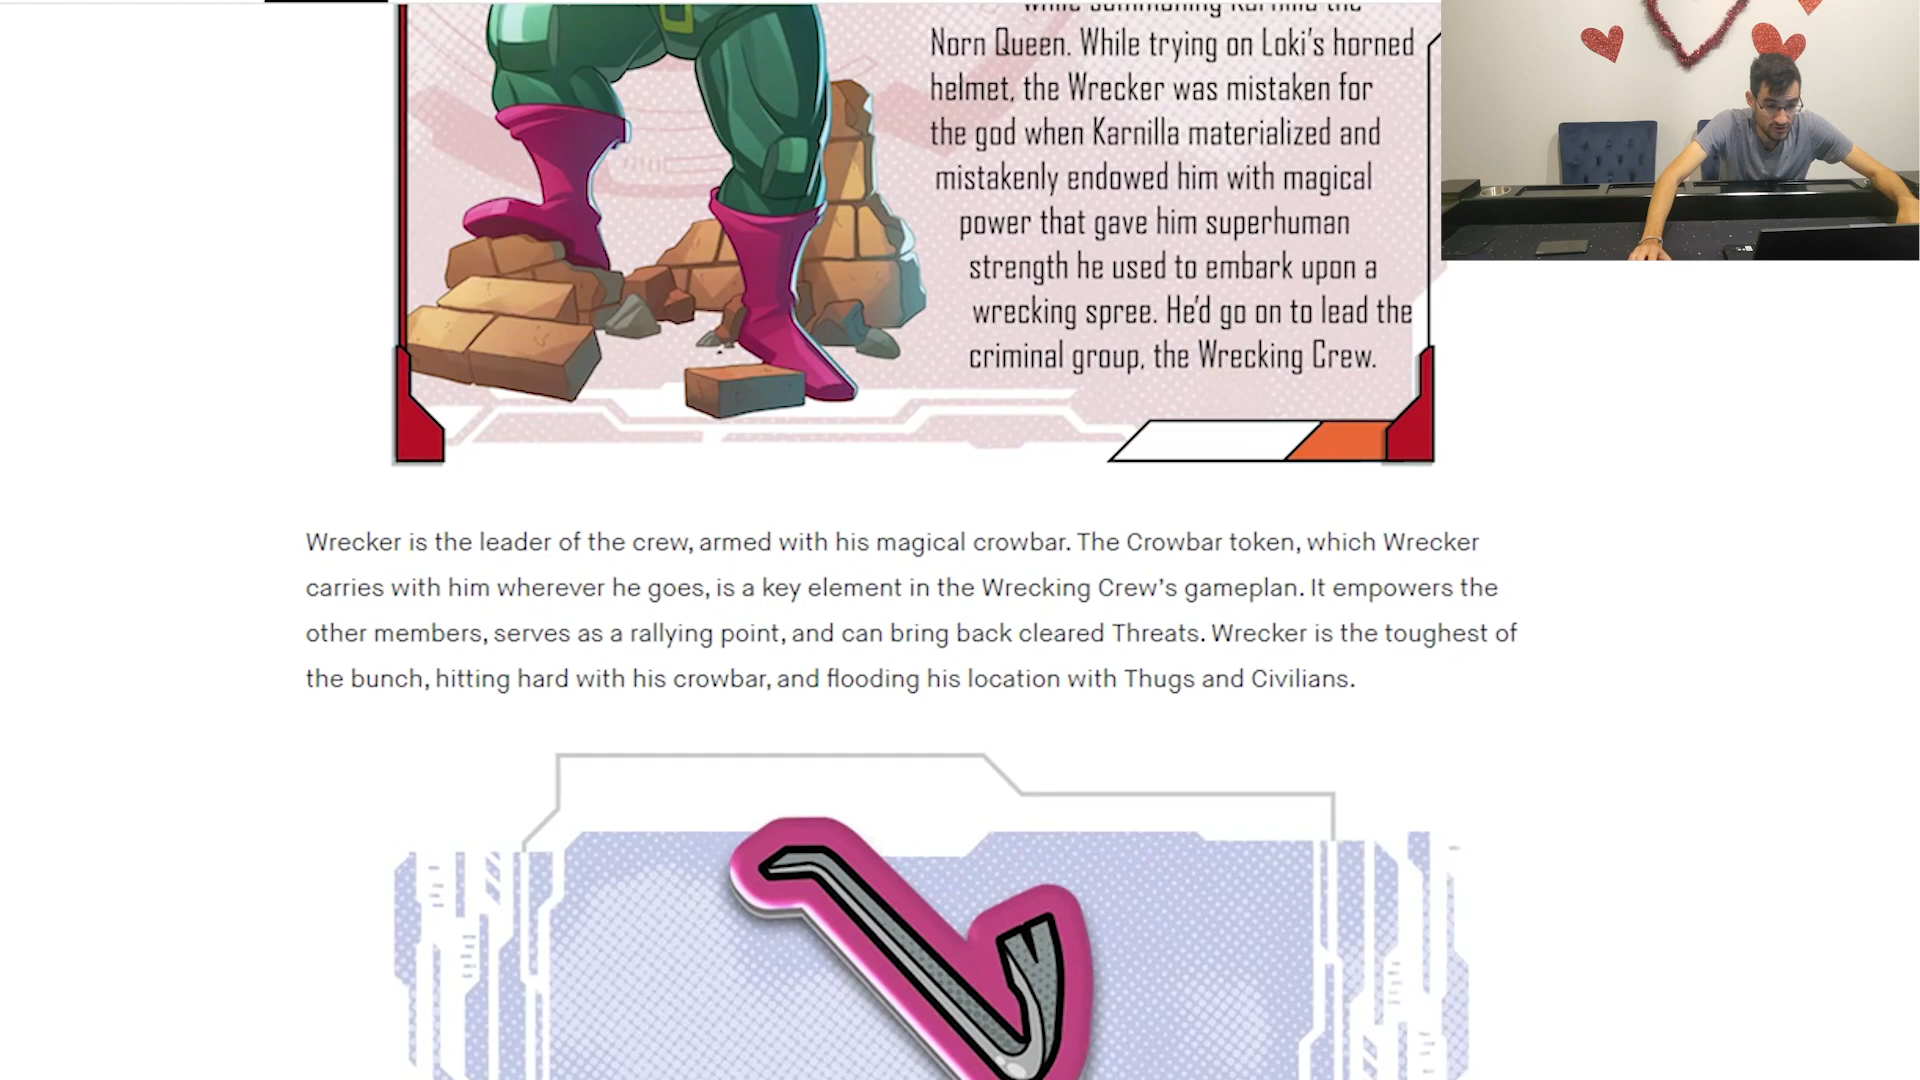 while summoning Karnilla the
Norn Queen. While trying on Loki's horned
helmet, the Wrecker was mistaken for
the god when Karnilla materialized and
mistakenly endowed him with magical
power that gave him superhuman
strength he used to embark upon a
wrecking spree. He'd go on to lead the
criminal group, the Wrecking Crew.
Wrecker is the leader of the crew, armed with his magical crowbar. The Crowbar token, which Wrecker
carries with him wherever he goes, is a key element in the Wrecking Crew’s gameplan. It empowers the
other members, serves as a rallying point, and can bring back cleared Threats. Wrecker is the toughest of
the bunch, hitting hard with his crowbar, and flooding his location with Thugs and Civilians.